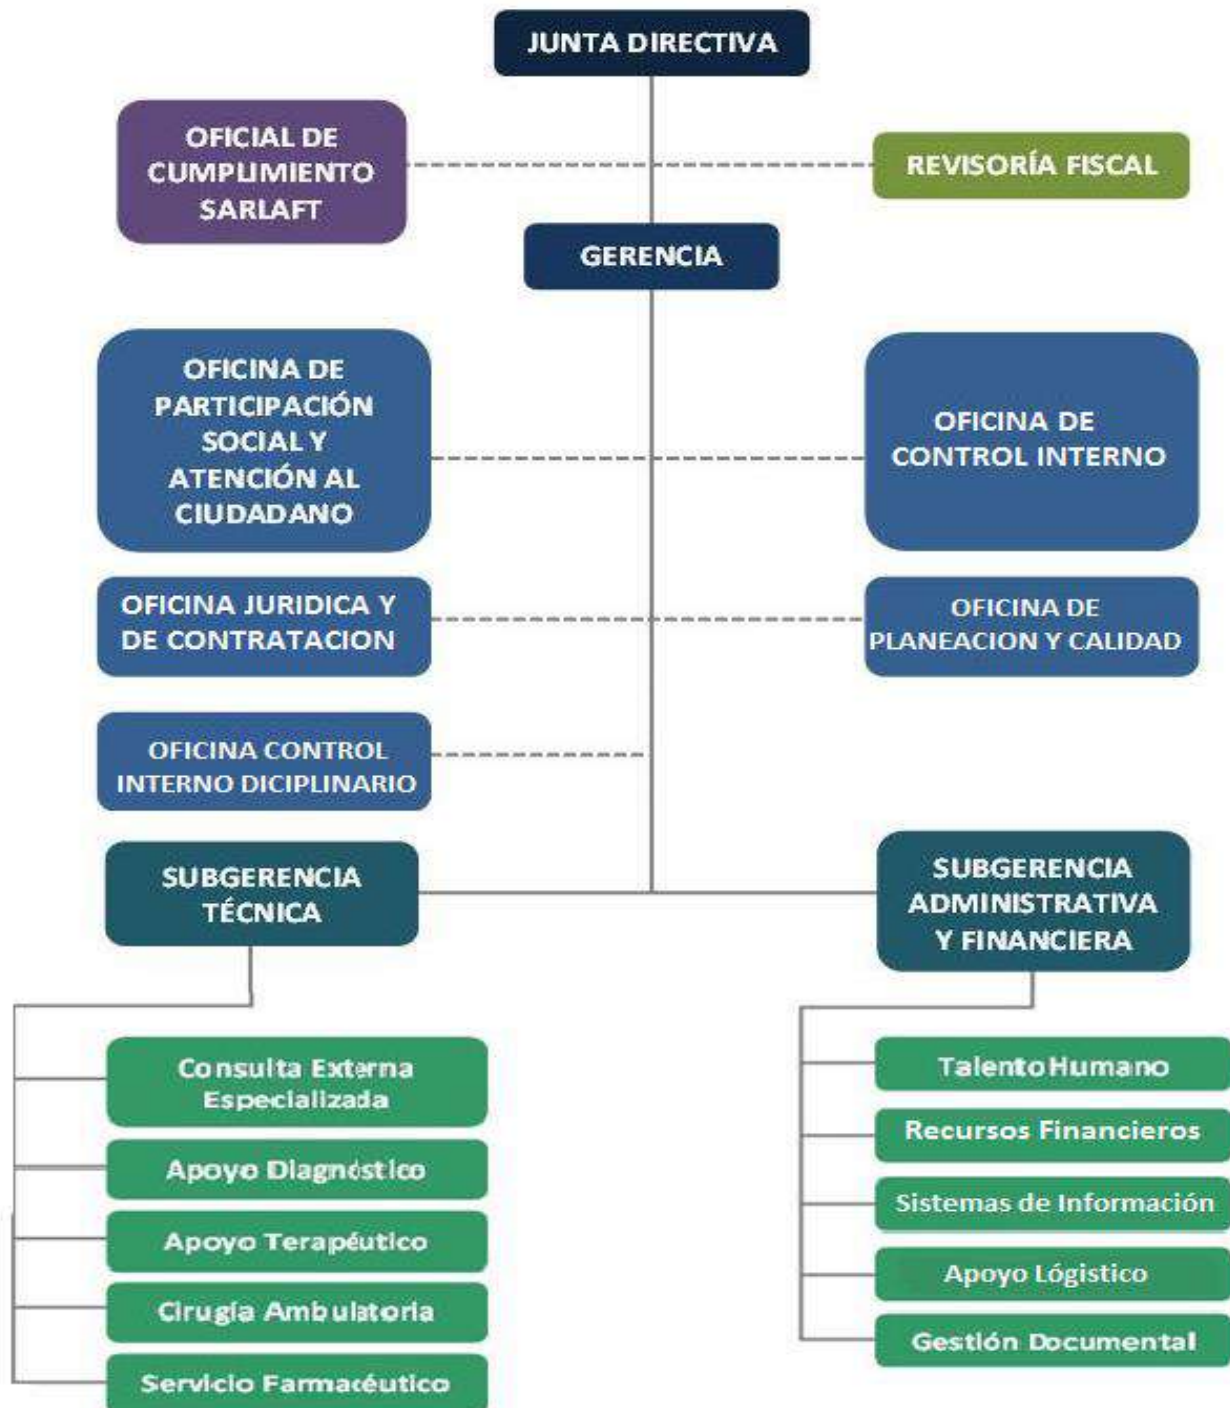 JUNTA DIRECTIVA
OFICIAL DE
CUMPLIMIENTO
SARLAFT
REVISORÍA FISCAL
GERENCIA
OFICINA DE
PARTICIPACIÓN
SOCIAL Y
ATENCIÓN AL
CIUDADANO
OFICINA DE
CONTROL INTERNO
OFICINA JURIDICA Y
DE CONTRATACION
OFICINA DE
PLANEACION Y CALIDAD
OFICINA CONTROL
INTERNO DICIPLINARIO
SUBGERENCIA
TÉCNICA
SUBGERENCIA
ADMINISTRATIVA
Y FINANCIERA
Consulta Externa
Especializada
Apoyo Diagnóstico
Apoyo Terapéutico
Cirugía Ambulatoria
Servicio Farmacéutico
Talento Humano
Recursos Financieros
Sistemas de Información
Apoyo Lógistico
Gestión Documental